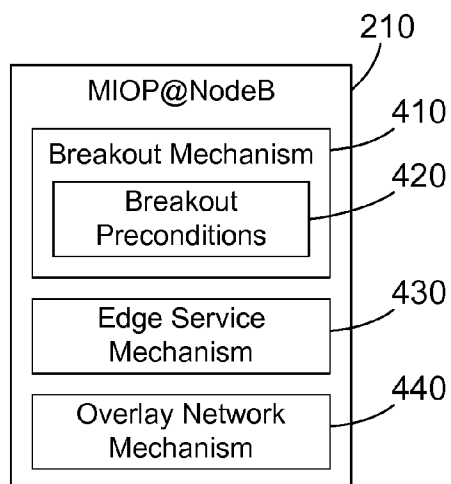 210
MIOP@NodeB
410
Breakout Mechanism
420
Breakout
Preconditions
430
Edge Service
Mechanism
440
Overlay Network
Mechanism